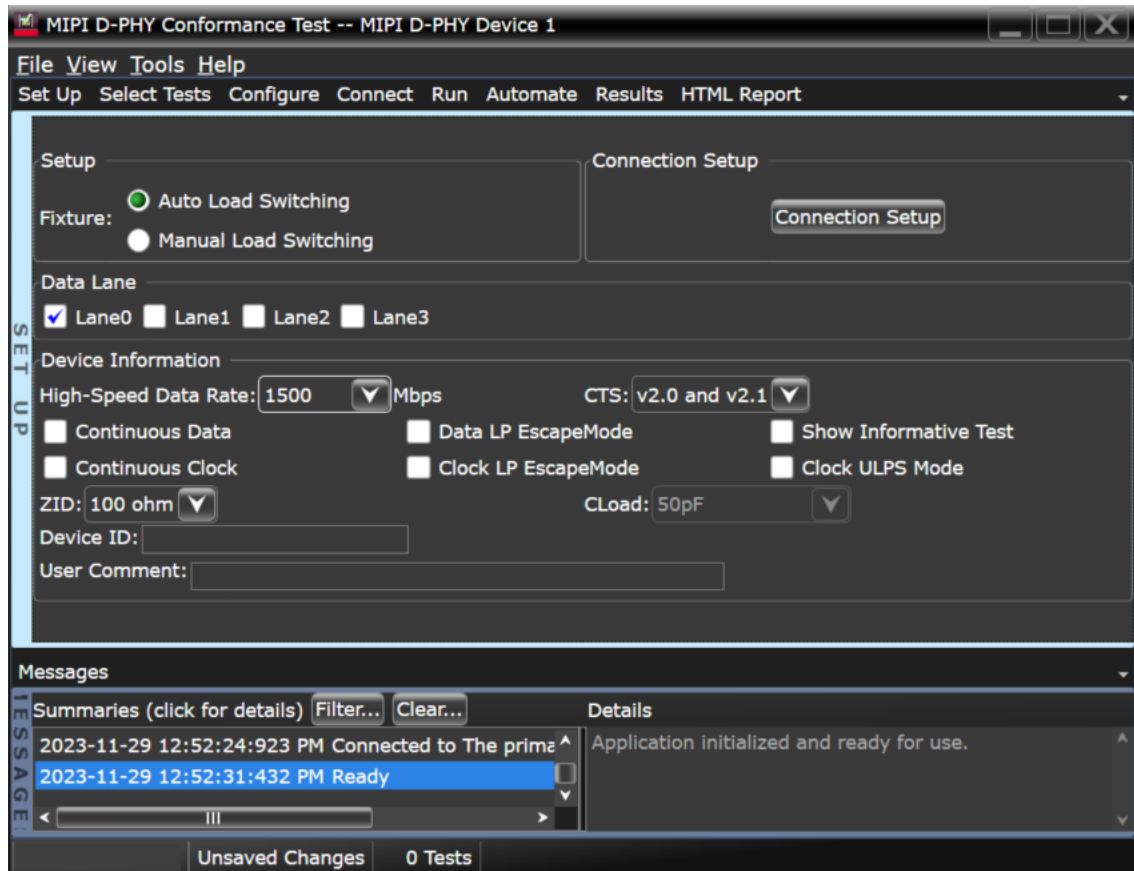 MIPI D-PHY Conformance Test -- MIPI D-PHY Device 1
File View Tools Help
Set Up Select Tests Configure Connect Run Automate Results HTML Report
SET UP
Setup
Fixture:
Auto Load Switching
Manual Load Switching
Connection Setup
Connection Setup
Data Lane
Lane0 Lane1 Lane2 Lane3
Device Information
High-Speed Data Rate: 1500 Mbps CTS: v2.0 and v2.1
Continuous Data Data LP EscapeMode Show Informative Test
Continuous Clock Clock LP EscapeMode Clock ULPS Mode
ZID: 100 ohm CLoad: 50pF
Device ID:
User Comment:
Messages
Summaries (click for details) Filter... Clear... Details
2023-11-29 12:52:24:923 PM Connected to The prima
2023-11-29 12:52:31:432 PM Ready
Application initialized and ready for use.
Unsaved Changes 0 Tests